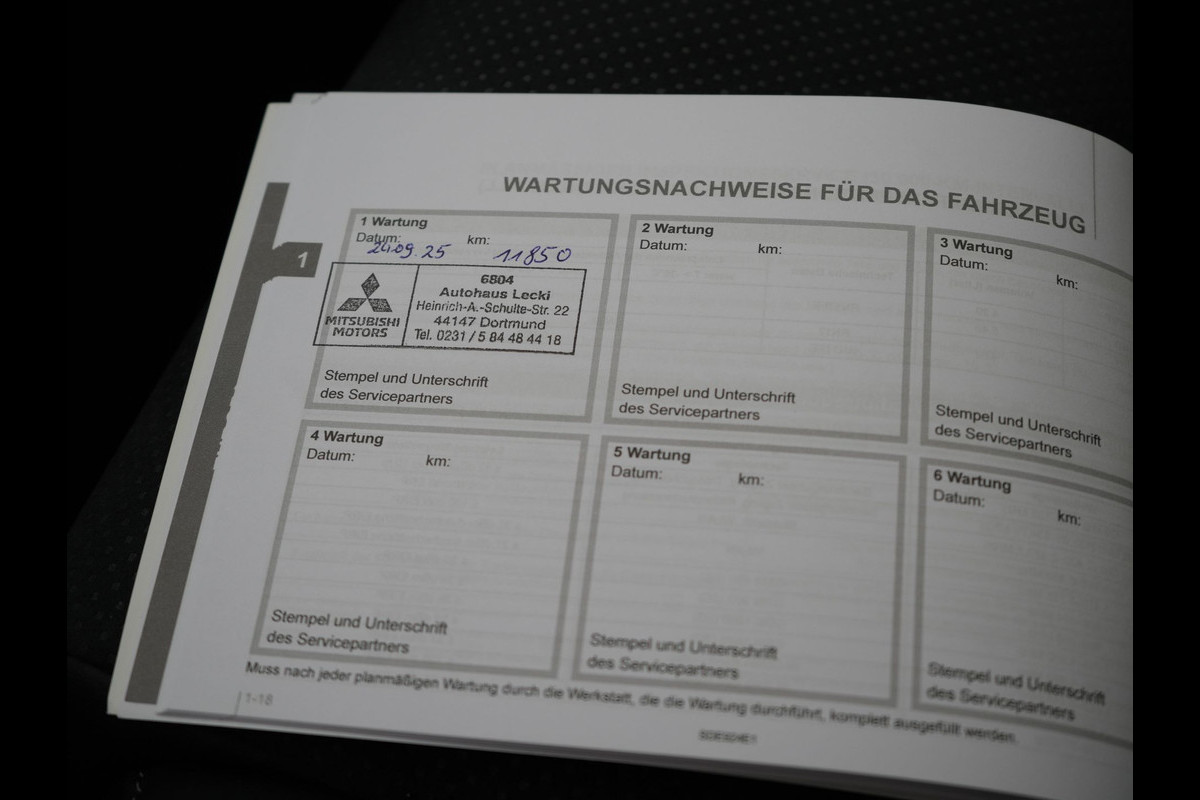 WARTUNGSNACHWEISE FÜR DAS FAHRZEUG
1
1 Wartung
Datum: km:
24.09.25 11850
MITSUBISHI
MOTORS
6804
Autohaus Lecki
Heinrich-A.-Schulte-Str. 22
44147 Dortmund
Tel. 0231 / 5 84 48 44 18
Stempel und Unterschrift
des Servicepartners
2 Wartung
Datum: km:
Stempel und Unterschrift
des Servicepartners
3 Wartung
Datum: km:
Stempel und Unterschrift
des Servicepartners
4 Wartung
Datum: km:
Stempel und Unterschrift
des Servicepartners
5 Wartung
Datum: km:
Stempel und Unterschrift
des Servicepartners
6 Wartung
Datum: km:
Stempel und Unterschrift
des Servicepartners
Muss nach jeder planmäßigen Wartung durch die Werkstatt, die die Wartung durchführt, komplett ausgefüllt werden.
1-18